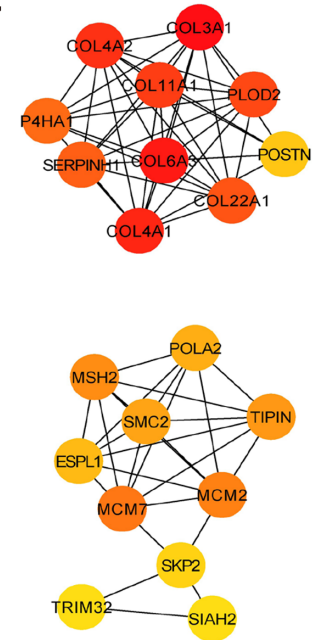 COL3A1
COL4A2
COL11A1
PLOD2
P4HA1
POSTN
SERPINH1
COL6A3
COL22A1
COL4A1
POLA2
MSH2
SMC2
TIPIN
ESPL1
MCM2
MCM7
SKP2
TRIM32
SIAH2